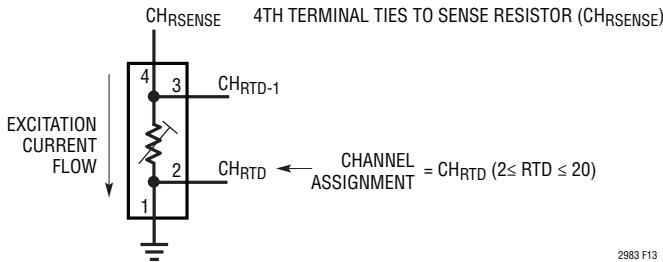 CHRSENSE
4TH TERMINAL TIES TO SENSE RESISTOR (CHRSENSE)
4
3
CHRTD-1
EXCITATION
CURRENT
FLOW
2
CHRTD
CHANNEL
ASSIGNMENT
= CHRTD (2≤ RTD ≤ 20)
1
2983 F13